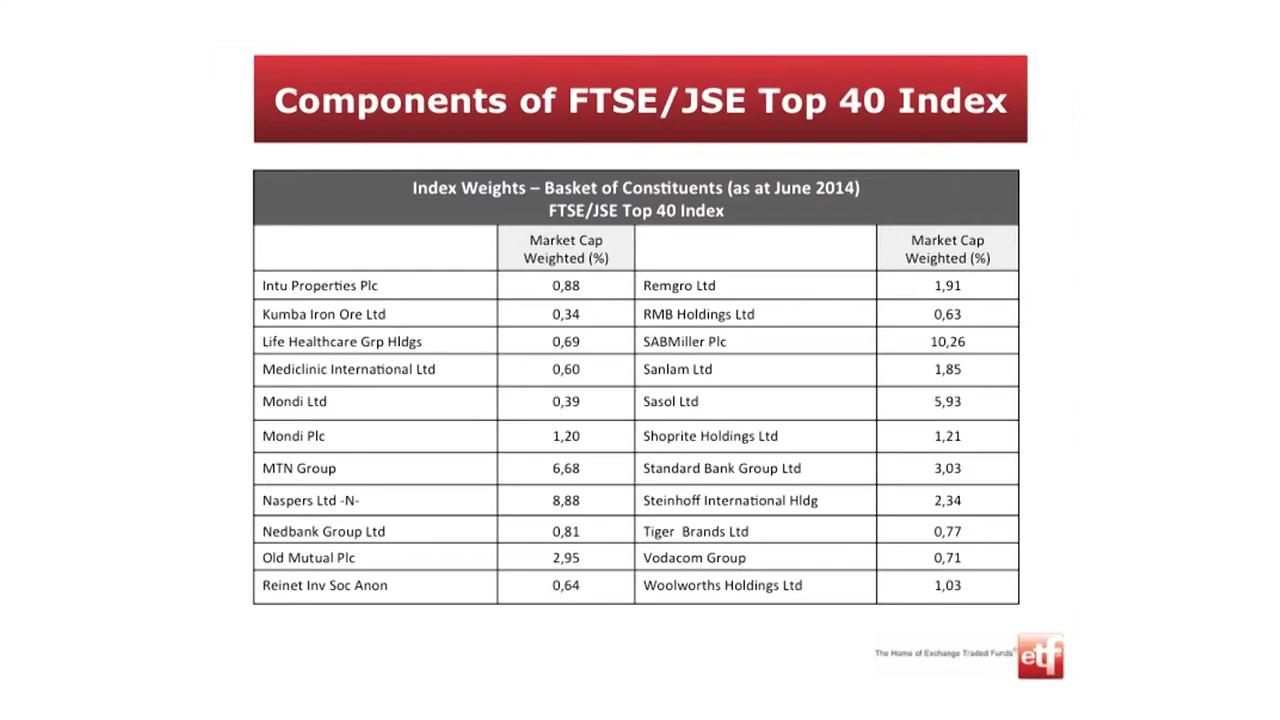 Components of FTSE/JSE Top 40 Index
Index Weights – Basket of Constituents (as at June 2014)
FTSE/JSE Top 40 Index
Market Cap Weighted (%) Market Cap Weighted (%)
Intu Properties Plc 0,88 Remgro Ltd 1,91
Kumba Iron Ore Ltd 0,34 RMB Holdings Ltd 0,63
Life Healthcare Grp Hldgs 0,69 SABMiller Plc 10,26
Mediclinic International Ltd 0,60 Sanlam Ltd 1,85
Mondi Ltd 0,39 Sasol Ltd 5,93
Mondi Plc 1,20 Shoprite Holdings Ltd 1,21
MTN Group 6,68 Standard Bank Group Ltd 3,03
Naspers Ltd -N- 8,88 Steinhoff International Hldg 2,34
Nedbank Group Ltd 0,81 Tiger Brands Ltd 0,77
Old Mutual Plc 2,95 Vodacom Group 0,71
Reinet Inv Soc Anon 0,64 Woolworths Holdings Ltd 1,03
The Home of Exchange Traded Funds etf